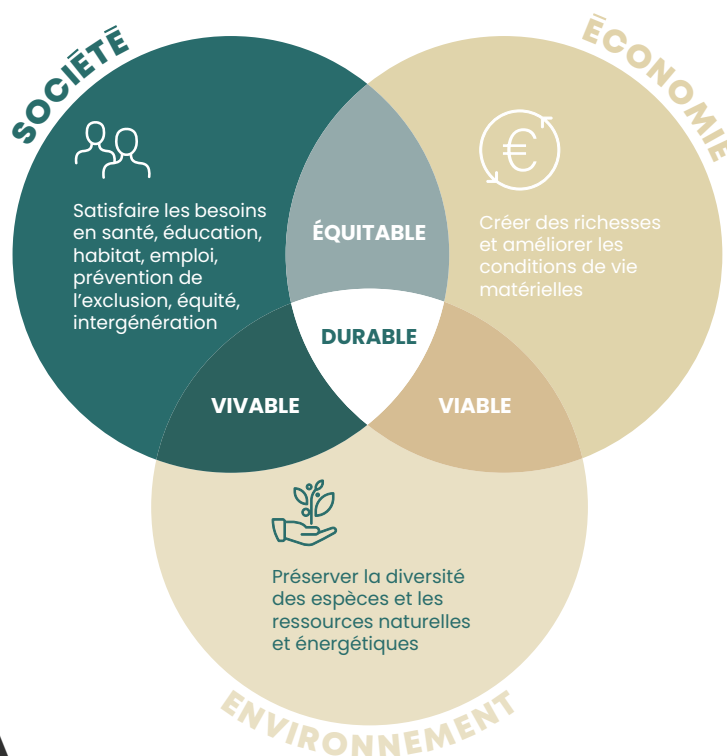 SOCIÉTÉ
ÉCONOMIE
Satisfaire les besoins
en santé, éducation,
habitat, emploi,
prévention de
l’exclusion, équité,
intergénération
€
Créer des richesses
et améliorer les
conditions de vie
matérielles
ÉQUITABLE
DURABLE
VIVABLE
VIABLE
Préserver la diversité
des espèces et les
ressources naturelles
et énergétiques
ENVIRONNEMENT